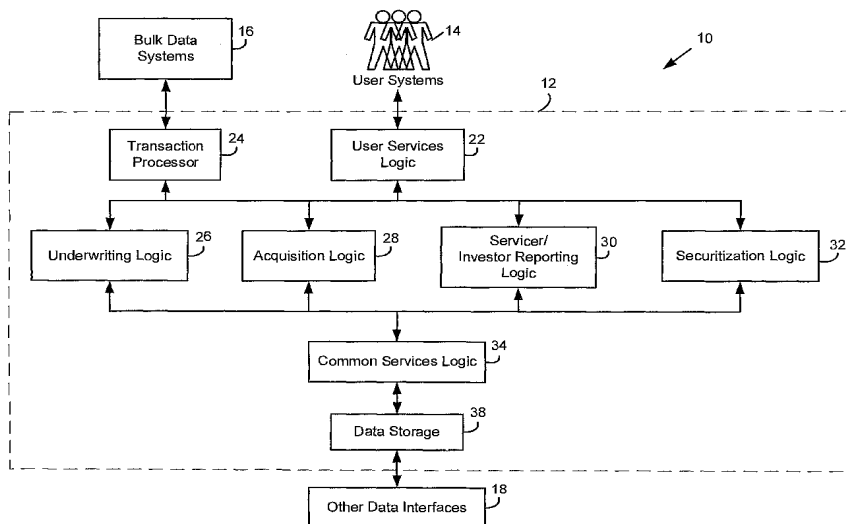 Bulk Data
Systems
16
14
User Systems
10
12
Transaction
Processor
24
User Services
Logic
22
Underwriting Logic
26
Acquisition Logic
28
Servicer/
Investor Reporting
Logic
30
Securitization Logic
32
Common Services Logic
34
Data Storage
38
Other Data Interfaces
18